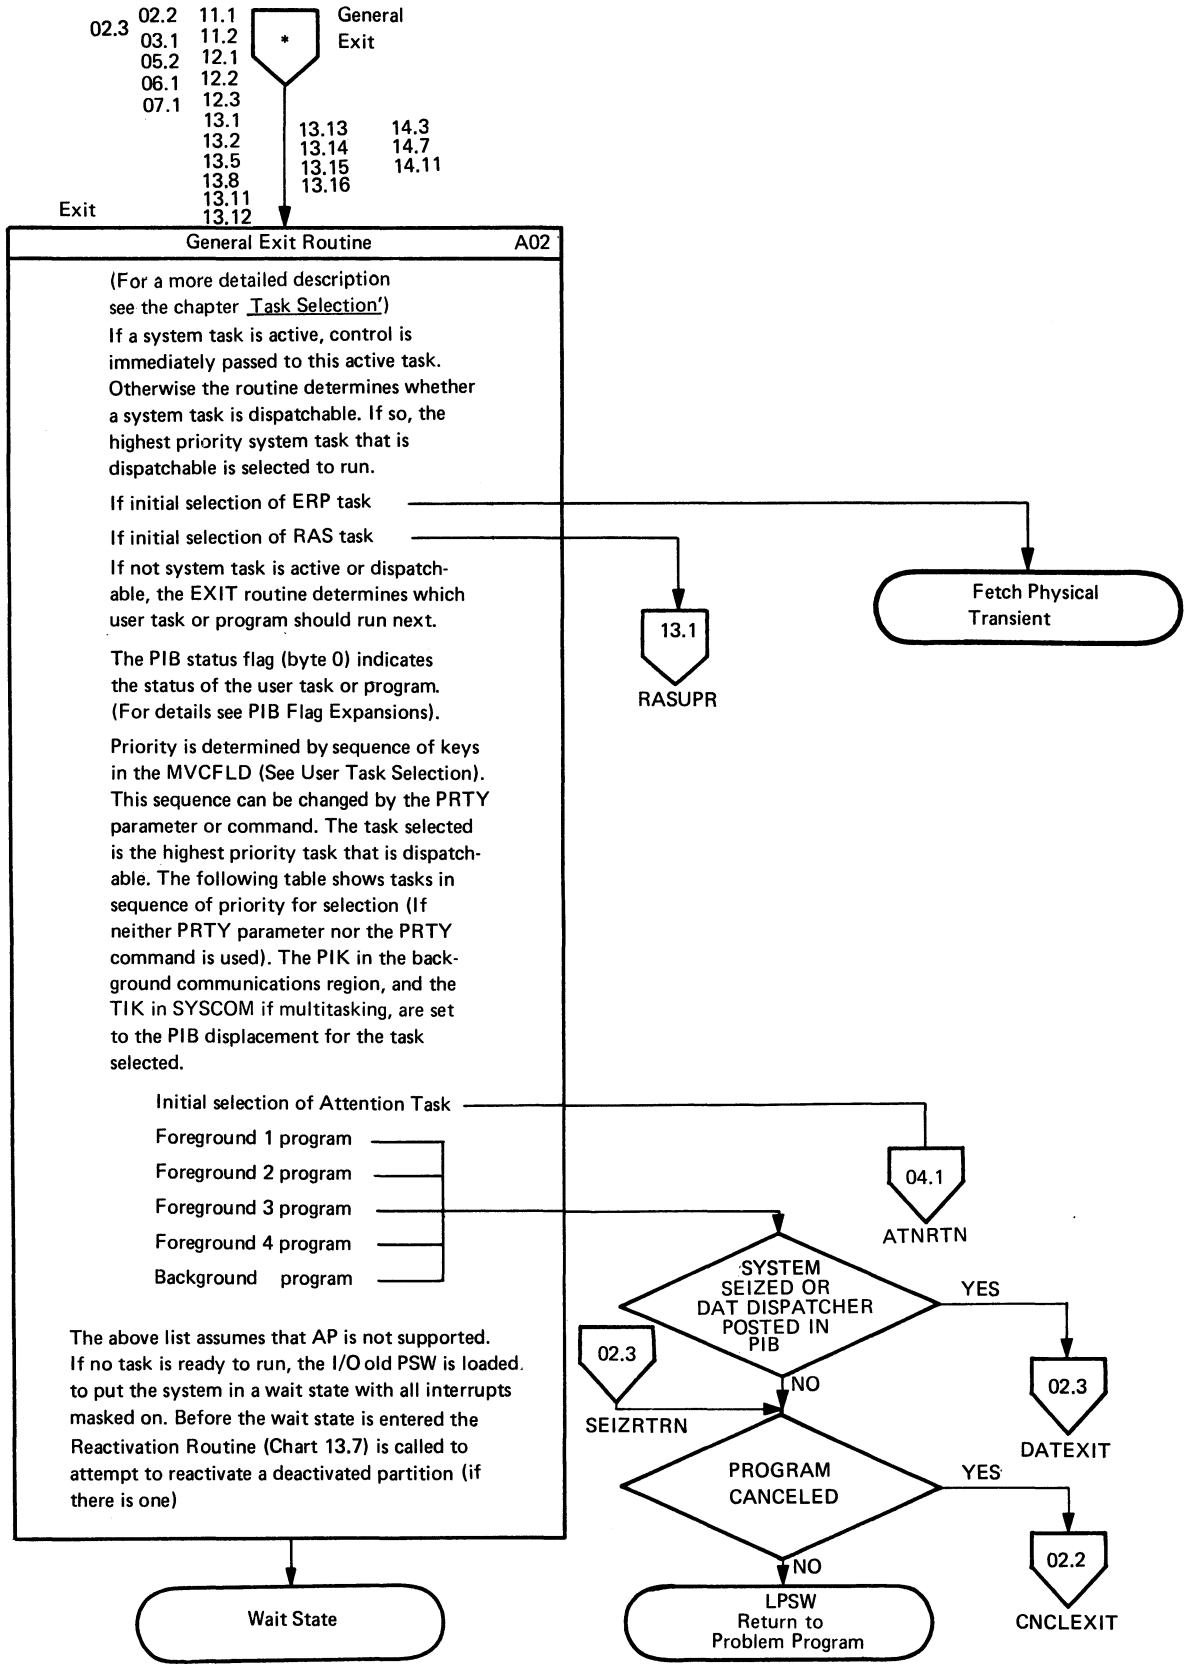 02.3
02.2
03.1
05.2
06.1
07.1
11.1
11.2
12.1
12.2
12.3
13.1
13.2
13.5
13.8
13.11
13.12
*
General
Exit
13.13
13.14
13.15
13.16
14.3
14.7
14.11
Exit
General Exit Routine A02
(For a more detailed description
see the chapter Task Selection')
If a system task is active, control is
immediately passed to this active task.
Otherwise the routine determines whether
a system task is dispatchable. If so, the
highest priority system task that is
dispatchable is selected to run.
If initial selection of ERP task
If initial selection of RAS task
If not system task is active or dispatch-
able, the EXIT routine determines which
user task or program should run next.
Fetch Physical
Transient
13.1
RASUPR
The PIB status flag (byte 0) indicates
the status of the user task or program.
(For details see PIB Flag Expansions).
Priority is determined by sequence of keys
in the MVCFLD (See User Task Selection).
This sequence can be changed by the PRTY
parameter or command. The task selected
is the highest priority task that is dispatch-
able. The following table shows tasks in
sequence of priority for selection (If
neither PRTY parameter nor the PRTY
command is used). The PIK in the back-
ground communications region, and the
TIK in SYSCOM if multitasking, are set
to the PIB displacement for the task
selected.
Initial selection of Attention Task
Foreground 1 program
Foreground 2 program
Foreground 3 program
Foreground 4 program
Background program
04.1
ATNRTN
SYSTEM
SEIZED OR
DAT DISPATCHER
POSTED IN
PIB
YES
NO
02.3
SEIZRTRN
02.3
DATEXIT
The above list assumes that AP is not supported.
If no task is ready to run, the I/O old PSW is loaded.
to put the system in a wait state with all interrupts
masked on. Before the wait state is entered the
Reactivation Routine (Chart 13.7) is called to
attempt to reactivate a deactivated partition (if
there is one)
PROGRAM
CANCELED
YES
NO
02.2
CNCLEXIT
Wait State
LPSW
Return to
Problem Program